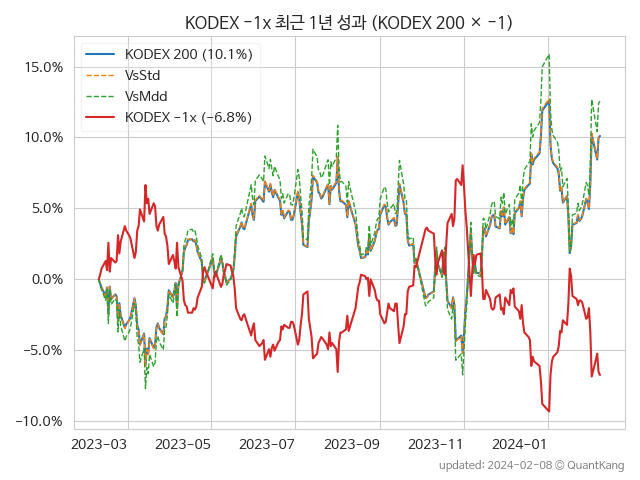 KODEX −1x 최근 1년 성과 (KODEX 200 × −1)
KODEX 200 (10.1%)
VsStd
VsMdd
KODEX −1x (−6.8%)
15.0%
10.0%
5.0%
0.0%
−5.0%
−10.0%
2023-03 2023-05 2023-07 2023-09 2023-11 2024-01
updated: 2024-02-08 © QuantKang